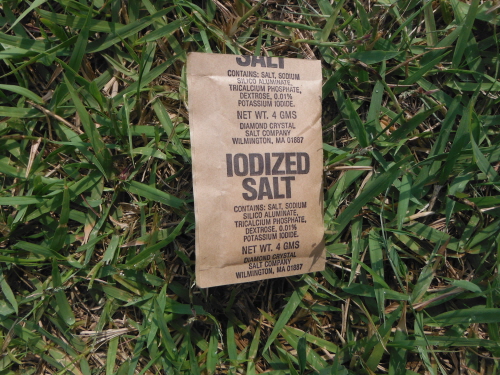 SALT
CONTAINS: SALT, SODIUM
SILICO ALUMINATE,
TRICALCIUM PHOSPHATE,
DEXTROSE, 0.01%
POTASSIUM IODIDE.
NET WT. 4 GMS
DIAMOND CRYSTAL
SALT COMPANY
WILMINGTON, MA 01887
IODIZED
SALT
CONTAINS: SALT, SODIUM
SILICO ALUMINATE,
TRICALCIUM PHOSPHATE,
DEXTROSE, 0.01%
POTASSIUM IODIDE.
NET WT. 4 GMS
DIAMOND CRYSTAL
SALT COMPANY
WILMINGTON, MA 01887